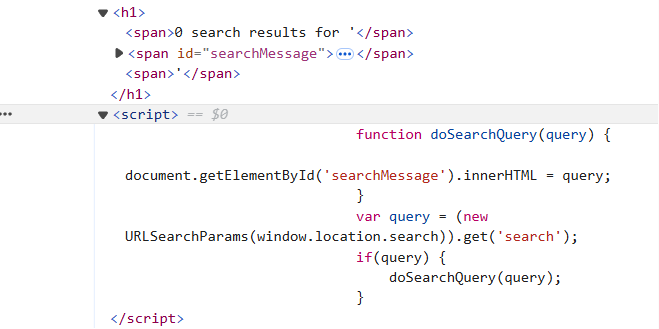 ▼<h1>
<span>0 search results for '</span>
▶<span id="searchMessage">⋯</span>
<span>'</span>
</h1>
⋯ ▼<script> == $0
function doSearchQuery(query) {
document.getElementById('searchMessage').innerHTML = query;
}
var query = (new
URLSearchParams(window.location.search)).get('search');
if(query) {
doSearchQuery(query);
}
</script>